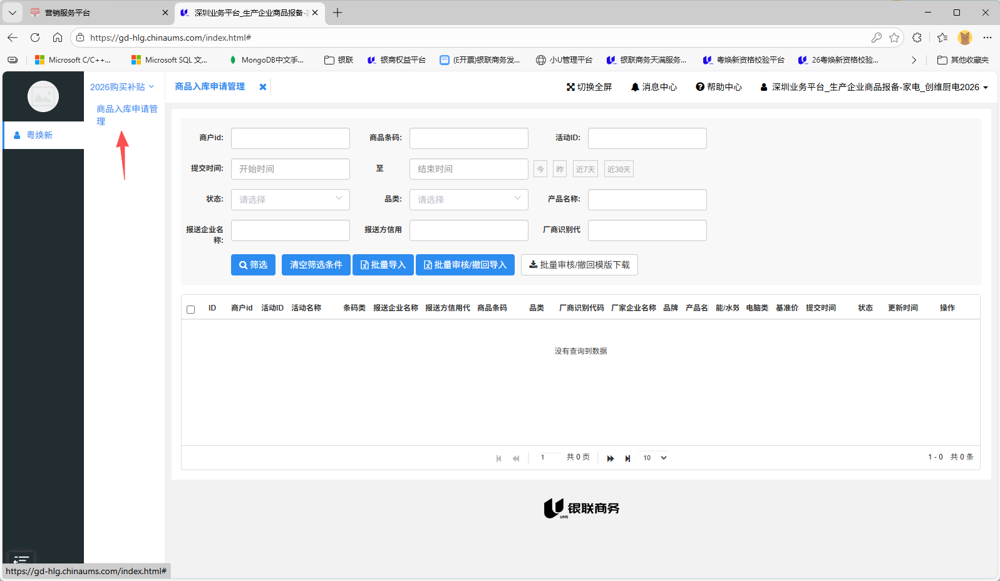 营销服务平台
深圳业务平台_生产企业商品报备-
https://gd-hlg.chinaums.com/index.html#
Microsoft C/C++...
Microsoft SQL 文...
MongoDB中文手...
银联
银商权益平台
(E开票)银联商务发...
小U管理平台
银联商务天满服务...
粤焕新资格校验平台
26粤焕新资格校验...
其他收藏夹
2026购买补贴
商品入库申请管理
切换全屏
消息中心
帮助中心
深圳业务平台_生产企业商品报备-家电_创维厨电2026
商品入库申请管
理
粤焕新
商户id:
商品条码:
活动ID:
提交时间:
开始时间
至
结束时间
今
昨
近7天
近30天
状态:
请选择
品类:
请选择
产品名称:
报送企业名
称:
报送方信用
厂商识别代
筛选
清空筛选条件
批量导入
批量审核/撤回导入
批量审核/撤回模版下载
ID
商户id
活动ID
活动名称
条码类
报送企业名称
报送方信用代
商品条码
品类
厂商识别代码
厂家企业名称
品牌
产品名
能/水效
电脑类
基准价
提交时间
状态
更新时间
操作
没有查询到数据
1
共 0 页
10
1 - 0
共 0 条
银联商务
UMS
https://gd-hlg.chinaums.com/index.html#